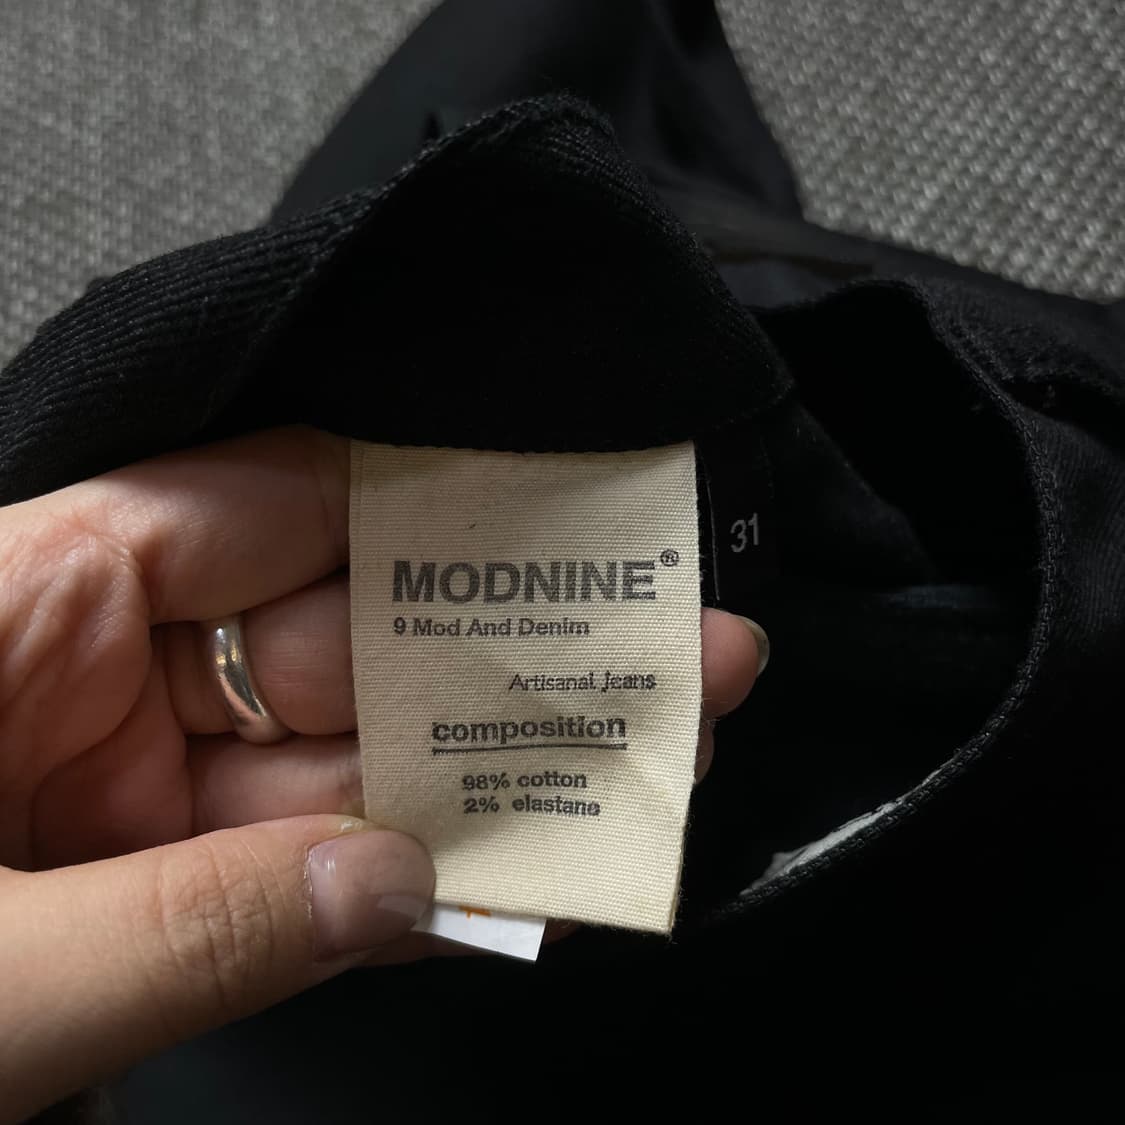 MODNINE®
9 Mod And Denim
Artisanal Jeans
composition
98% cotton
2% elastane
31